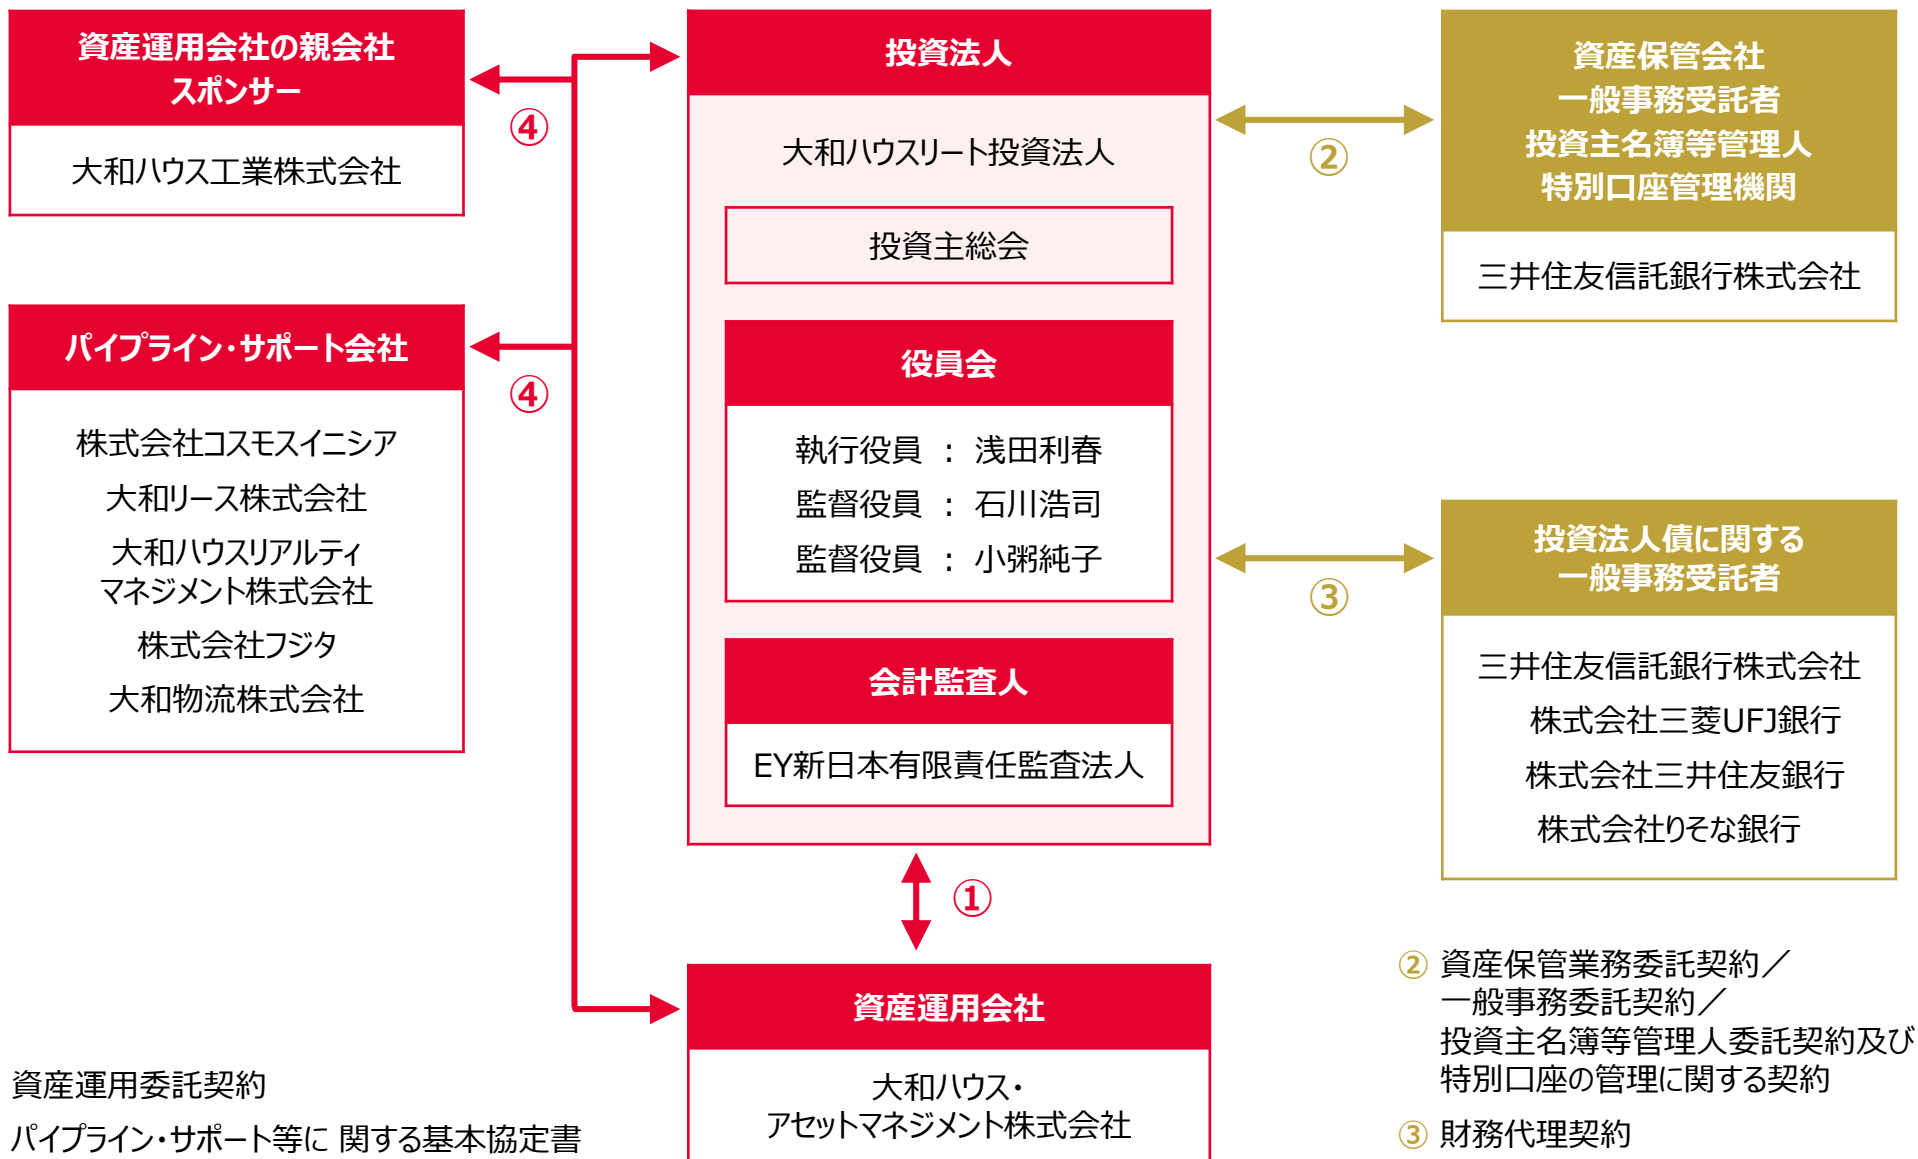 資産運用会社の親会社
スポンサー
大和ハウス工業株式会社
④
パイプライン・サポート会社
④
株式会社コスモスイニシア
大和リース株式会社
大和ハウスリアルティ
マネジメント株式会社
株式会社フジタ
大和物流株式会社
投資法人
大和ハウスリート投資法人
投資主総会
役員会
執行役員 : 浅田利春
監督役員 : 石川浩司
監督役員 : 小粥純子
会計監査人
EY新日本有限責任監査法人
①
資産運用会社
大和ハウス・
アセットマネジメント株式会社
②
資産保管会社
一般事務受託者
投資主名簿等管理人
特別口座管理機関
三井住友信託銀行株式会社
③
投資法人債に関する
一般事務受託者
三井住友信託銀行株式会社
株式会社三菱UFJ銀行
株式会社三井住友銀行
株式会社りそな銀行
資産運用委託契約
パイプライン・サポート等に 関する基本協定書
② 資産保管業務委託契約／
一般事務委託契約／
投資主名簿等管理人委託契約及び
特別口座の管理に関する契約
③ 財務代理契約